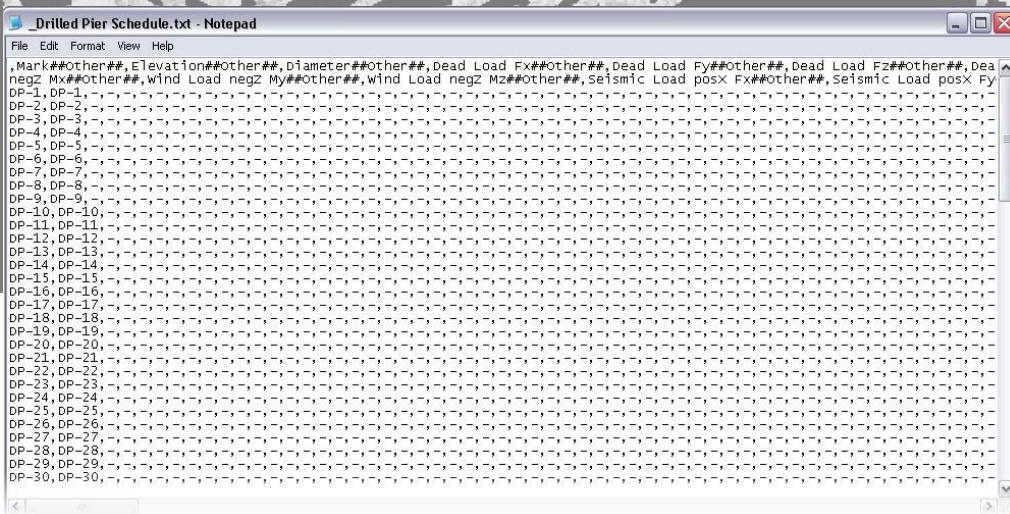 _Drilled Pier Schedule.txt - Notepad
File Edit Format View Help
,Mark##Other##,Elevation##Other##,Diameter##Other##,Dead Load Fx##Other##,Dead Load Fy##Other##,Dead Load Fz##Other##,Dea
negZ Mx##Other##,Wind Load negZ My##Other##,Wind Load negZ Mz##Other##,Seismic Load posX Fx##Other##,Seismic Load posX Fy
DP-1,DP-1,-,-,-,-,-,-,-,-,-,-,-,-,-,-,-,-,-,-,-,-,-,-,-,-,-,-,-,-,-,-,-,-,-,-,-,-,-,-,-,-,-,-,-,-,-,-,-,-,-,-,-,-,-,-,-,-
DP-2,DP-2,-,-,-,-,-,-,-,-,-,-,-,-,-,-,-,-,-,-,-,-,-,-,-,-,-,-,-,-,-,-,-,-,-,-,-,-,-,-,-,-,-,-,-,-,-,-,-,-,-,-,-,-,-,-,-,-
DP-3,DP-3,-,-,-,-,-,-,-,-,-,-,-,-,-,-,-,-,-,-,-,-,-,-,-,-,-,-,-,-,-,-,-,-,-,-,-,-,-,-,-,-,-,-,-,-,-,-,-,-,-,-,-,-,-,-,-,-
DP-4,DP-4,-,-,-,-,-,-,-,-,-,-,-,-,-,-,-,-,-,-,-,-,-,-,-,-,-,-,-,-,-,-,-,-,-,-,-,-,-,-,-,-,-,-,-,-,-,-,-,-,-,-,-,-,-,-,-,-
DP-5,DP-5,-,-,-,-,-,-,-,-,-,-,-,-,-,-,-,-,-,-,-,-,-,-,-,-,-,-,-,-,-,-,-,-,-,-,-,-,-,-,-,-,-,-,-,-,-,-,-,-,-,-,-,-,-,-,-,-
DP-6,DP-6,-,-,-,-,-,-,-,-,-,-,-,-,-,-,-,-,-,-,-,-,-,-,-,-,-,-,-,-,-,-,-,-,-,-,-,-,-,-,-,-,-,-,-,-,-,-,-,-,-,-,-,-,-,-,-,-
DP-7,DP-7,-,-,-,-,-,-,-,-,-,-,-,-,-,-,-,-,-,-,-,-,-,-,-,-,-,-,-,-,-,-,-,-,-,-,-,-,-,-,-,-,-,-,-,-,-,-,-,-,-,-,-,-,-,-,-,-
DP-8,DP-8,-,-,-,-,-,-,-,-,-,-,-,-,-,-,-,-,-,-,-,-,-,-,-,-,-,-,-,-,-,-,-,-,-,-,-,-,-,-,-,-,-,-,-,-,-,-,-,-,-,-,-,-,-,-,-,-
DP-9,DP-9,-,-,-,-,-,-,-,-,-,-,-,-,-,-,-,-,-,-,-,-,-,-,-,-,-,-,-,-,-,-,-,-,-,-,-,-,-,-,-,-,-,-,-,-,-,-,-,-,-,-,-,-,-,-,-,-
DP-10,DP-10,-,-,-,-,-,-,-,-,-,-,-,-,-,-,-,-,-,-,-,-,-,-,-,-,-,-,-,-,-,-,-,-,-,-,-,-,-,-,-,-,-,-,-,-,-,-,-,-,-,-,-,-,-,-,-
DP-11,DP-11,-,-,-,-,-,-,-,-,-,-,-,-,-,-,-,-,-,-,-,-,-,-,-,-,-,-,-,-,-,-,-,-,-,-,-,-,-,-,-,-,-,-,-,-,-,-,-,-,-,-,-,-,-,-,-
DP-12,DP-12,-,-,-,-,-,-,-,-,-,-,-,-,-,-,-,-,-,-,-,-,-,-,-,-,-,-,-,-,-,-,-,-,-,-,-,-,-,-,-,-,-,-,-,-,-,-,-,-,-,-,-,-,-,-,-
DP-13,DP-13,-,-,-,-,-,-,-,-,-,-,-,-,-,-,-,-,-,-,-,-,-,-,-,-,-,-,-,-,-,-,-,-,-,-,-,-,-,-,-,-,-,-,-,-,-,-,-,-,-,-,-,-,-,-,-
DP-14,DP-14,-,-,-,-,-,-,-,-,-,-,-,-,-,-,-,-,-,-,-,-,-,-,-,-,-,-,-,-,-,-,-,-,-,-,-,-,-,-,-,-,-,-,-,-,-,-,-,-,-,-,-,-,-,-,-
DP-15,DP-15,-,-,-,-,-,-,-,-,-,-,-,-,-,-,-,-,-,-,-,-,-,-,-,-,-,-,-,-,-,-,-,-,-,-,-,-,-,-,-,-,-,-,-,-,-,-,-,-,-,-,-,-,-,-,-
DP-16,DP-16,-,-,-,-,-,-,-,-,-,-,-,-,-,-,-,-,-,-,-,-,-,-,-,-,-,-,-,-,-,-,-,-,-,-,-,-,-,-,-,-,-,-,-,-,-,-,-,-,-,-,-,-,-,-,-
DP-17,DP-17,-,-,-,-,-,-,-,-,-,-,-,-,-,-,-,-,-,-,-,-,-,-,-,-,-,-,-,-,-,-,-,-,-,-,-,-,-,-,-,-,-,-,-,-,-,-,-,-,-,-,-,-,-,-,-
DP-18,DP-18,-,-,-,-,-,-,-,-,-,-,-,-,-,-,-,-,-,-,-,-,-,-,-,-,-,-,-,-,-,-,-,-,-,-,-,-,-,-,-,-,-,-,-,-,-,-,-,-,-,-,-,-,-,-,-
DP-19,DP-19,-,-,-,-,-,-,-,-,-,-,-,-,-,-,-,-,-,-,-,-,-,-,-,-,-,-,-,-,-,-,-,-,-,-,-,-,-,-,-,-,-,-,-,-,-,-,-,-,-,-,-,-,-,-,-
DP-20,DP-20,-,-,-,-,-,-,-,-,-,-,-,-,-,-,-,-,-,-,-,-,-,-,-,-,-,-,-,-,-,-,-,-,-,-,-,-,-,-,-,-,-,-,-,-,-,-,-,-,-,-,-,-,-,-,-
DP-21,DP-21,-,-,-,-,-,-,-,-,-,-,-,-,-,-,-,-,-,-,-,-,-,-,-,-,-,-,-,-,-,-,-,-,-,-,-,-,-,-,-,-,-,-,-,-,-,-,-,-,-,-,-,-,-,-,-
DP-22,DP-22,-,-,-,-,-,-,-,-,-,-,-,-,-,-,-,-,-,-,-,-,-,-,-,-,-,-,-,-,-,-,-,-,-,-,-,-,-,-,-,-,-,-,-,-,-,-,-,-,-,-,-,-,-,-,-
DP-23,DP-23,-,-,-,-,-,-,-,-,-,-,-,-,-,-,-,-,-,-,-,-,-,-,-,-,-,-,-,-,-,-,-,-,-,-,-,-,-,-,-,-,-,-,-,-,-,-,-,-,-,-,-,-,-,-,-
DP-24,DP-24,-,-,-,-,-,-,-,-,-,-,-,-,-,-,-,-,-,-,-,-,-,-,-,-,-,-,-,-,-,-,-,-,-,-,-,-,-,-,-,-,-,-,-,-,-,-,-,-,-,-,-,-,-,-,-
DP-25,DP-25,-,-,-,-,-,-,-,-,-,-,-,-,-,-,-,-,-,-,-,-,-,-,-,-,-,-,-,-,-,-,-,-,-,-,-,-,-,-,-,-,-,-,-,-,-,-,-,-,-,-,-,-,-,-,-
DP-26,DP-26,-,-,-,-,-,-,-,-,-,-,-,-,-,-,-,-,-,-,-,-,-,-,-,-,-,-,-,-,-,-,-,-,-,-,-,-,-,-,-,-,-,-,-,-,-,-,-,-,-,-,-,-,-,-,-
DP-27,DP-27,-,-,-,-,-,-,-,-,-,-,-,-,-,-,-,-,-,-,-,-,-,-,-,-,-,-,-,-,-,-,-,-,-,-,-,-,-,-,-,-,-,-,-,-,-,-,-,-,-,-,-,-,-,-,-
DP-28,DP-28,-,-,-,-,-,-,-,-,-,-,-,-,-,-,-,-,-,-,-,-,-,-,-,-,-,-,-,-,-,-,-,-,-,-,-,-,-,-,-,-,-,-,-,-,-,-,-,-,-,-,-,-,-,-,-
DP-29,DP-29,-,-,-,-,-,-,-,-,-,-,-,-,-,-,-,-,-,-,-,-,-,-,-,-,-,-,-,-,-,-,-,-,-,-,-,-,-,-,-,-,-,-,-,-,-,-,-,-,-,-,-,-,-,-,-
DP-30,DP-30,-,-,-,-,-,-,-,-,-,-,-,-,-,-,-,-,-,-,-,-,-,-,-,-,-,-,-,-,-,-,-,-,-,-,-,-,-,-,-,-,-,-,-,-,-,-,-,-,-,-,-,-,-,-,-